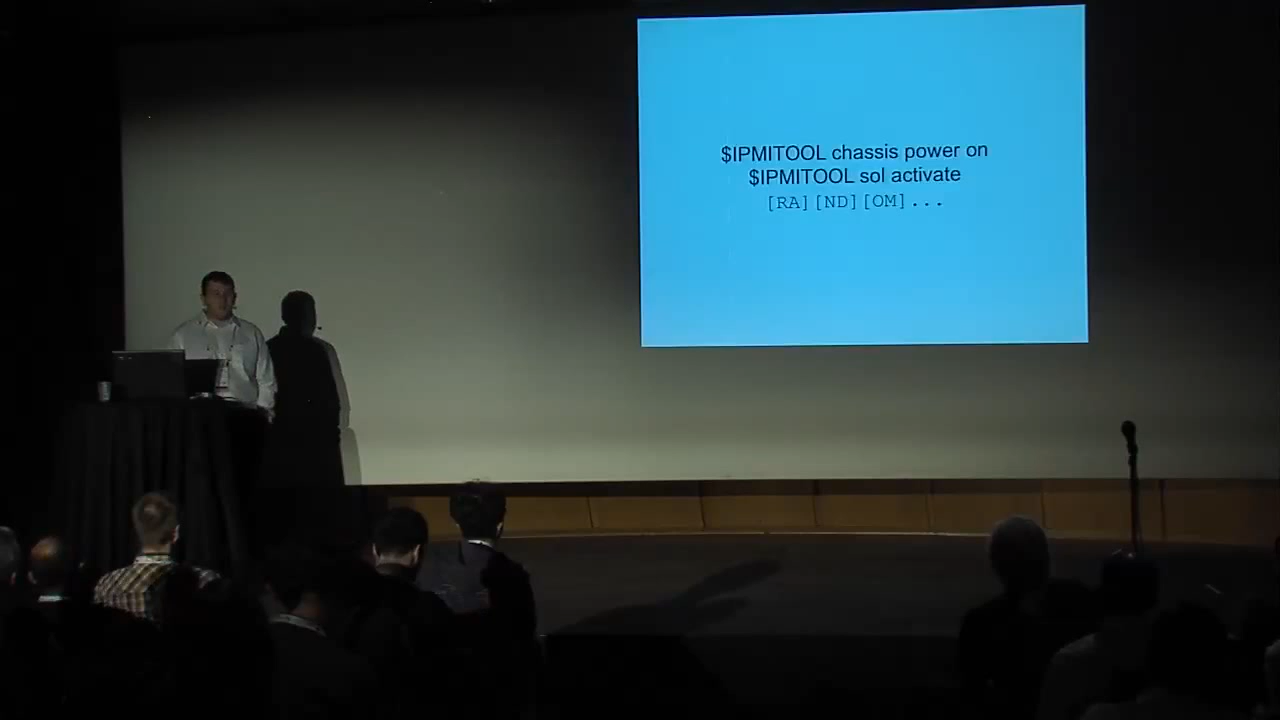 $IPMITOOL chassis power on
$IPMITOOL sol activate
[RA][ND][OM]...